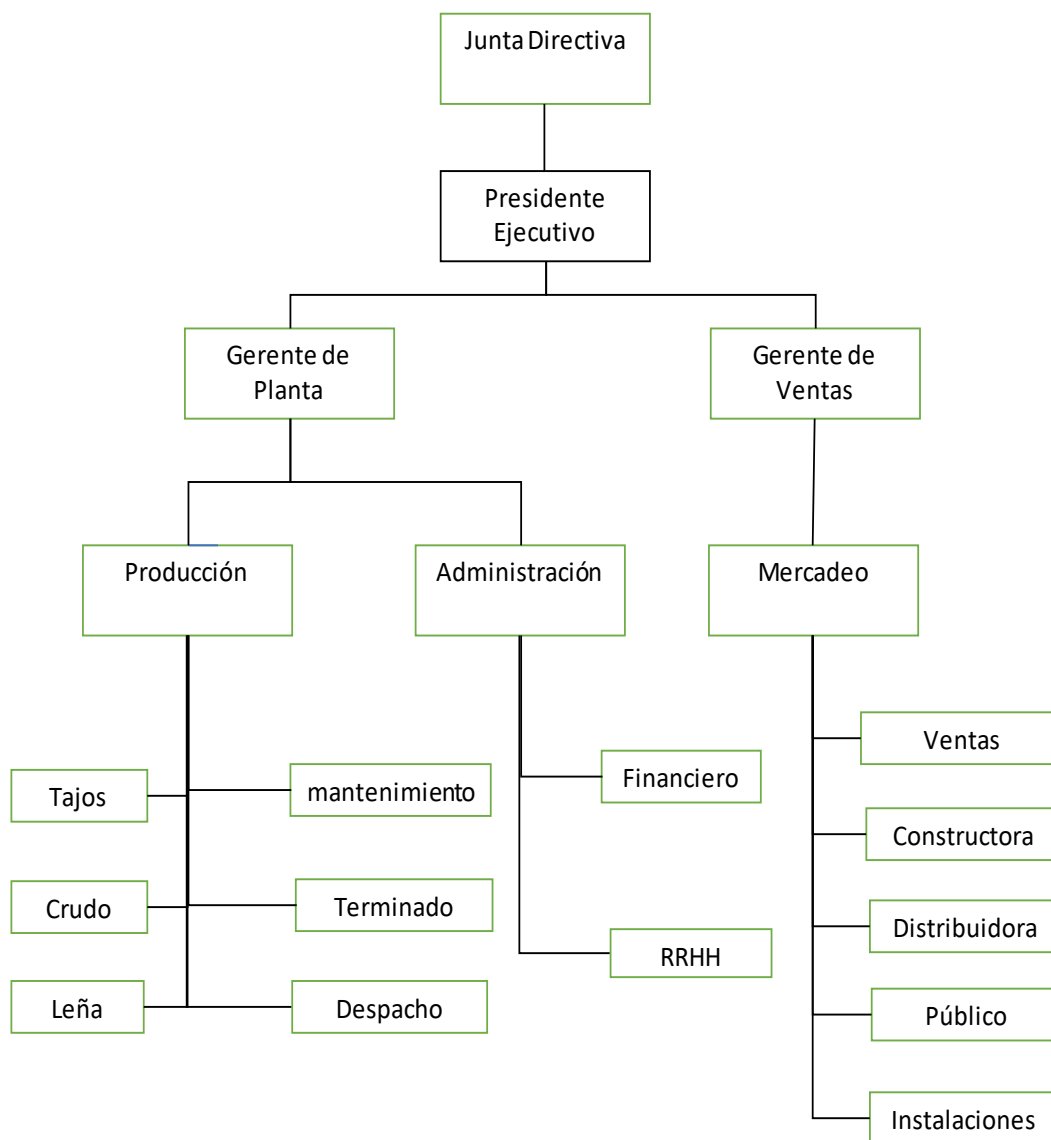 Junta Directiva
Presidente
Ejecutivo
Gerente de
Planta
Gerente de
Ventas
Producción
Administración
Mercadeo
Ventas
Tajos
mantenimiento
Financiero
Constructora
Crudo
Terminado
Distribuidora
RRHH
Leña
Despacho
Público
Instalaciones